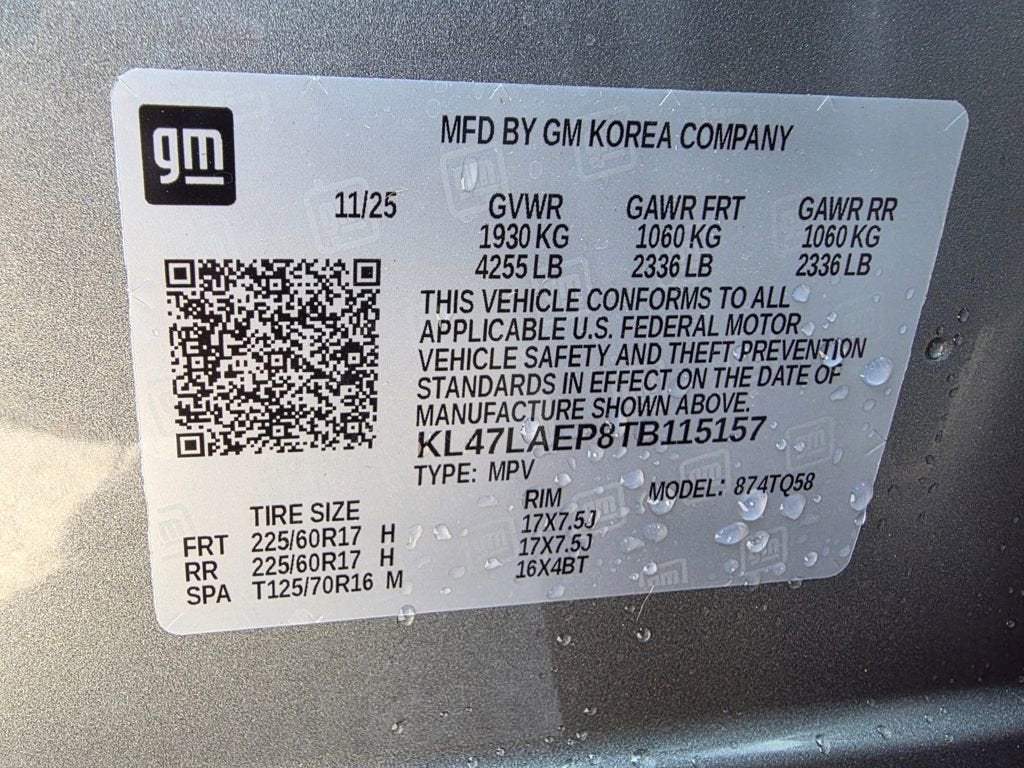 gm
MFD BY GM KOREA COMPANY
11/25 GVWR GAWR FRT GAWR RR
1930 KG 1060 KG 1060 KG
4255 LB 2336 LB 2336 LB
THIS VEHICLE CONFORMS TO ALL
APPLICABLE U.S. FEDERAL MOTOR
VEHICLE SAFETY AND THEFT PREVENTION
STANDARDS IN EFFECT ON THE DATE OF
MANUFACTURE SHOWN ABOVE.
KL47LAEP8TB115157
TYPE: MPV MODEL: 874TQ58
TIRE SIZE RIM
FRT 225/60R17 H 17X7.5J
RR 225/60R17 H 17X7.5J
SPA T125/70R16 M 16X4BT